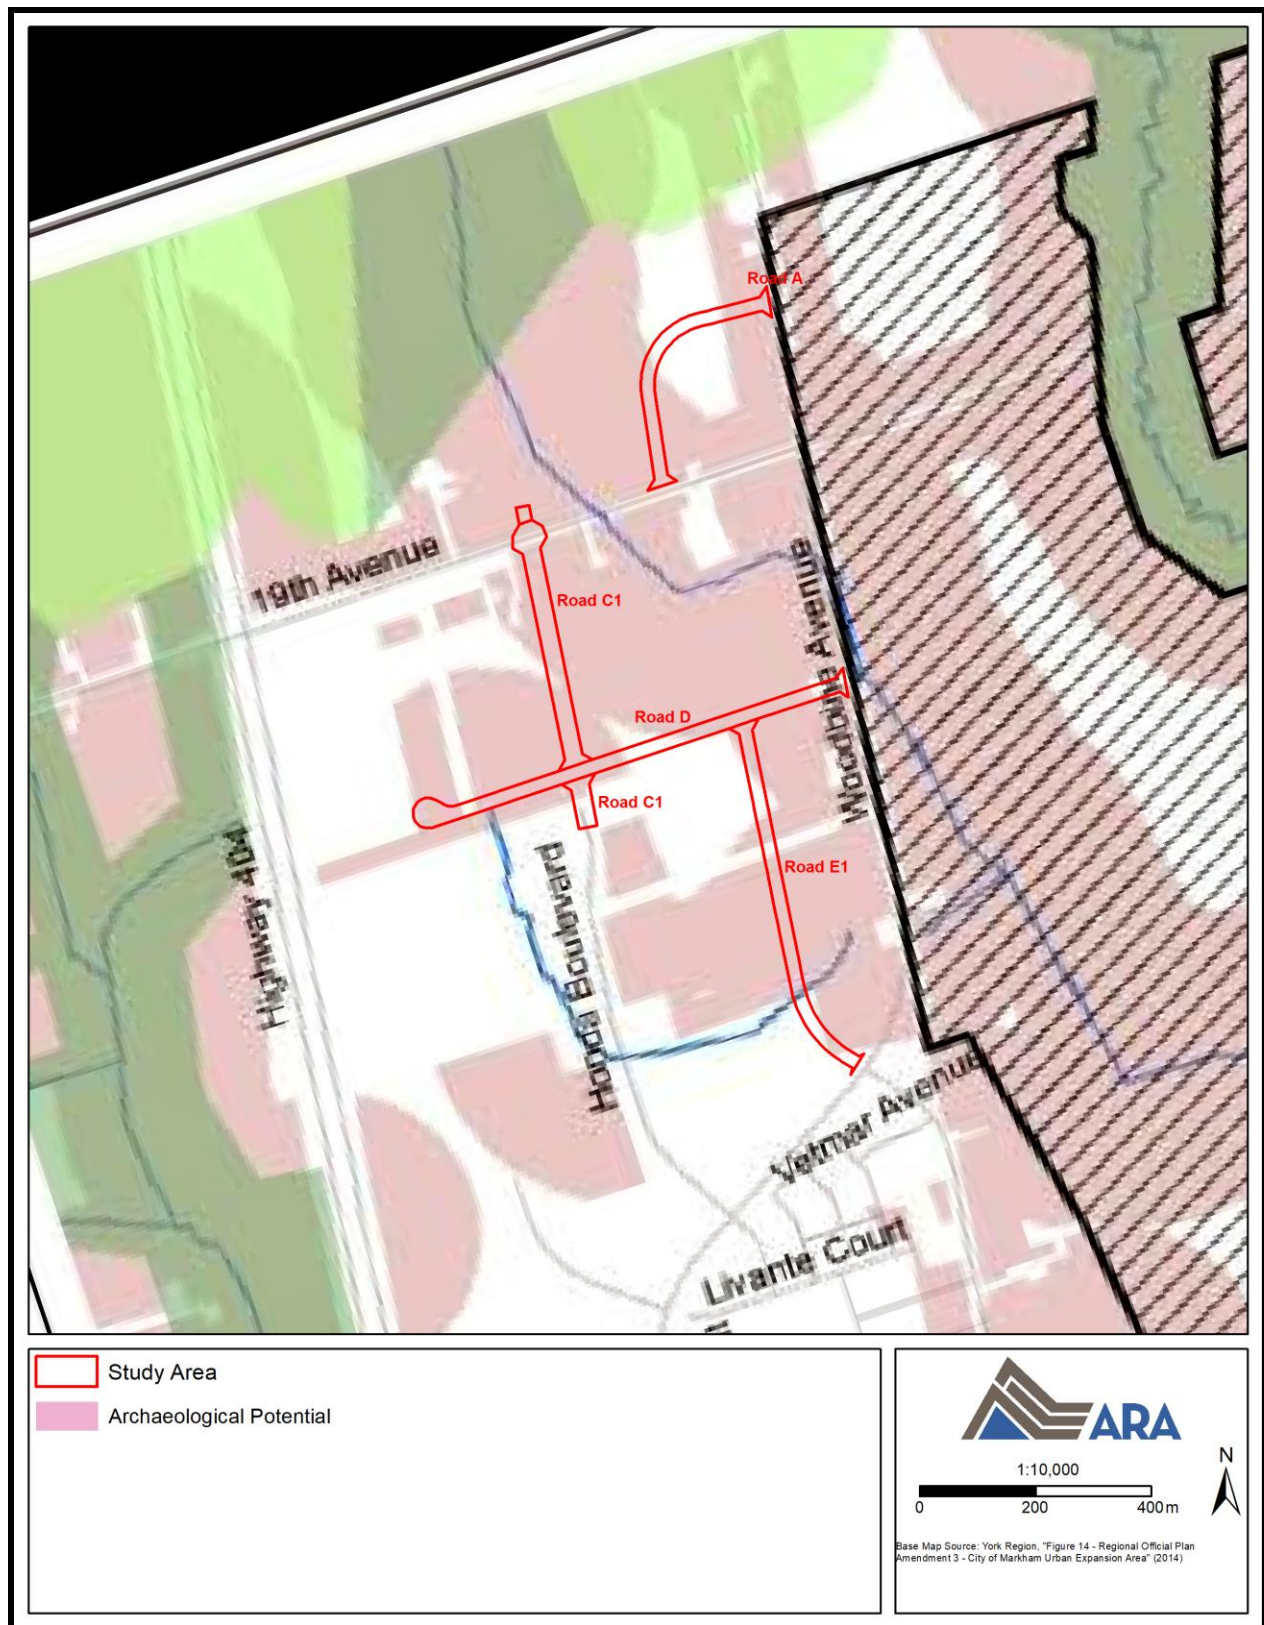 Road A
19th Avenue
Road C1
Woodbine Avenue
Road D
Road C1
Highway 404
Honda Boulevard
Road E1
Vetmar Avenue
Livante Court
Study Area
Archaeological Potential
ARA
1:10,000
N
0 200 400 m
Base Map Source: York Region, "Figure 14 - Regional Official Plan
Amendment 3 - City of Markham Urban Expansion Area" (2014)